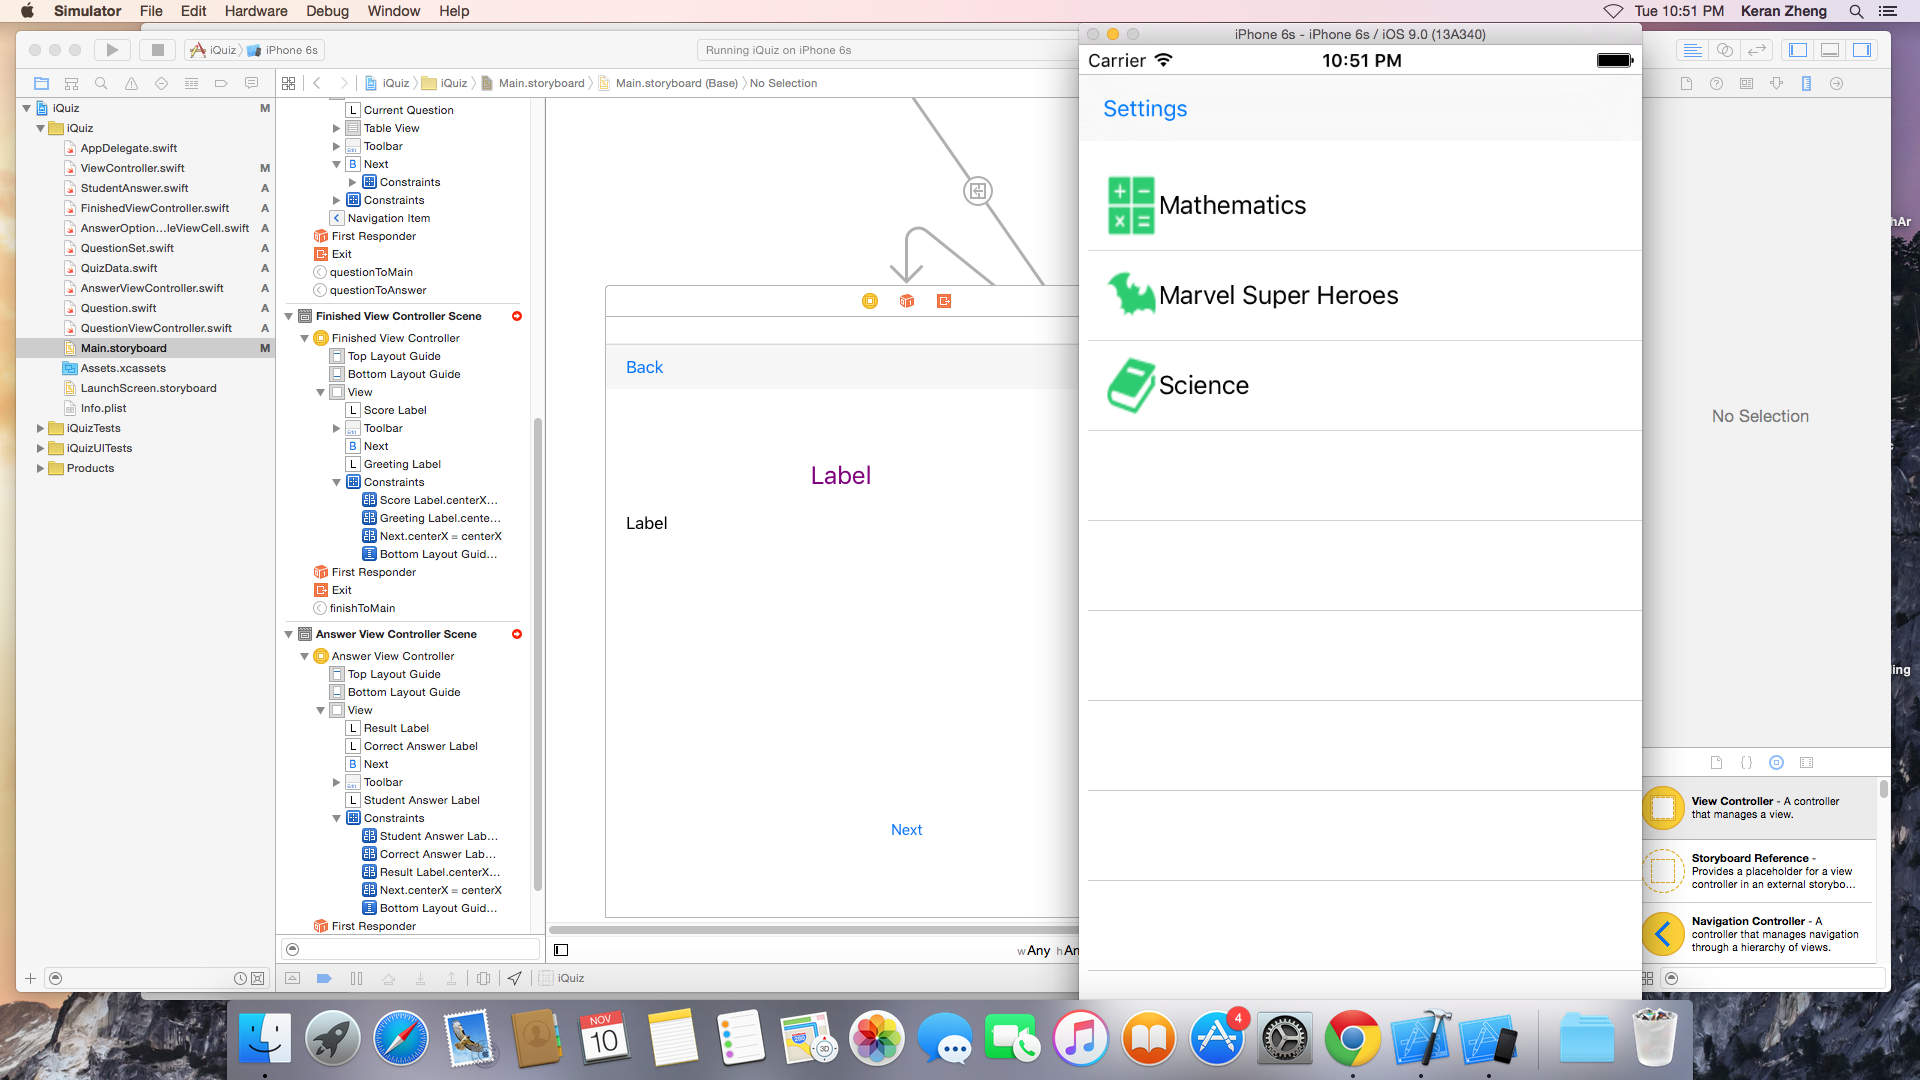 Simulator File Edit Hardware Debug Window Help
Tue 10:51 PM Keran Zheng
iQuiz iPhone 6s
Running iQuiz on iPhone 6s
iQuiz iQuiz Main.storyboard Main.storyboard (Base) No Selection
iQuiz M
iQuiz
AppDelegate.swift
ViewController.swift M
StudentAnswer.swift A
FinishedViewController.swift A
AnswerOption...leViewCell.swift A
QuestionSet.swift A
QuizData.swift A
AnswerViewController.swift A
Question.swift A
QuestionViewController.swift A
Main.storyboard M
Assets.xcassets
LaunchScreen.storyboard
Info.plist
iQuizTests
iQuizUITests
Products
L Current Question
Table View
Toolbar
B Next
Constraints
Constraints
Navigation Item
First Responder
Exit
questionToMain
questionToAnswer
Finished View Controller Scene
Finished View Controller
Top Layout Guide
Bottom Layout Guide
View
L Score Label
Toolbar
B Next
L Greeting Label
Constraints
Score Label.centerX...
Greeting Label.cente...
Next.centerX = centerX
Bottom Layout Guid...
First Responder
Exit
finishToMain
Answer View Controller Scene
Answer View Controller
Top Layout Guide
Bottom Layout Guide
View
L Result Label
L Correct Answer Label
B Next
Toolbar
L Student Answer Label
Constraints
Student Answer Lab...
Correct Answer Lab...
Result Label.centerX...
Next.centerX = centerX
Bottom Layout Guid...
First Responder
Back
Label
Label
Next
wAny hAn
iQuiz
iPhone 6s - iPhone 6s / iOS 9.0 (13A340)
Carrier 10:51 PM
Settings
Mathematics
Marvel Super Heroes
Science
No Selection
View Controller - A controller
that manages a view.
Storyboard Reference -
Provides a placeholder for a view
controller in an external storybo...
Navigation Controller - A
controller that manages navigation
through a hierarchy of views.
hAr
ing
NOV
10
280
3D
4